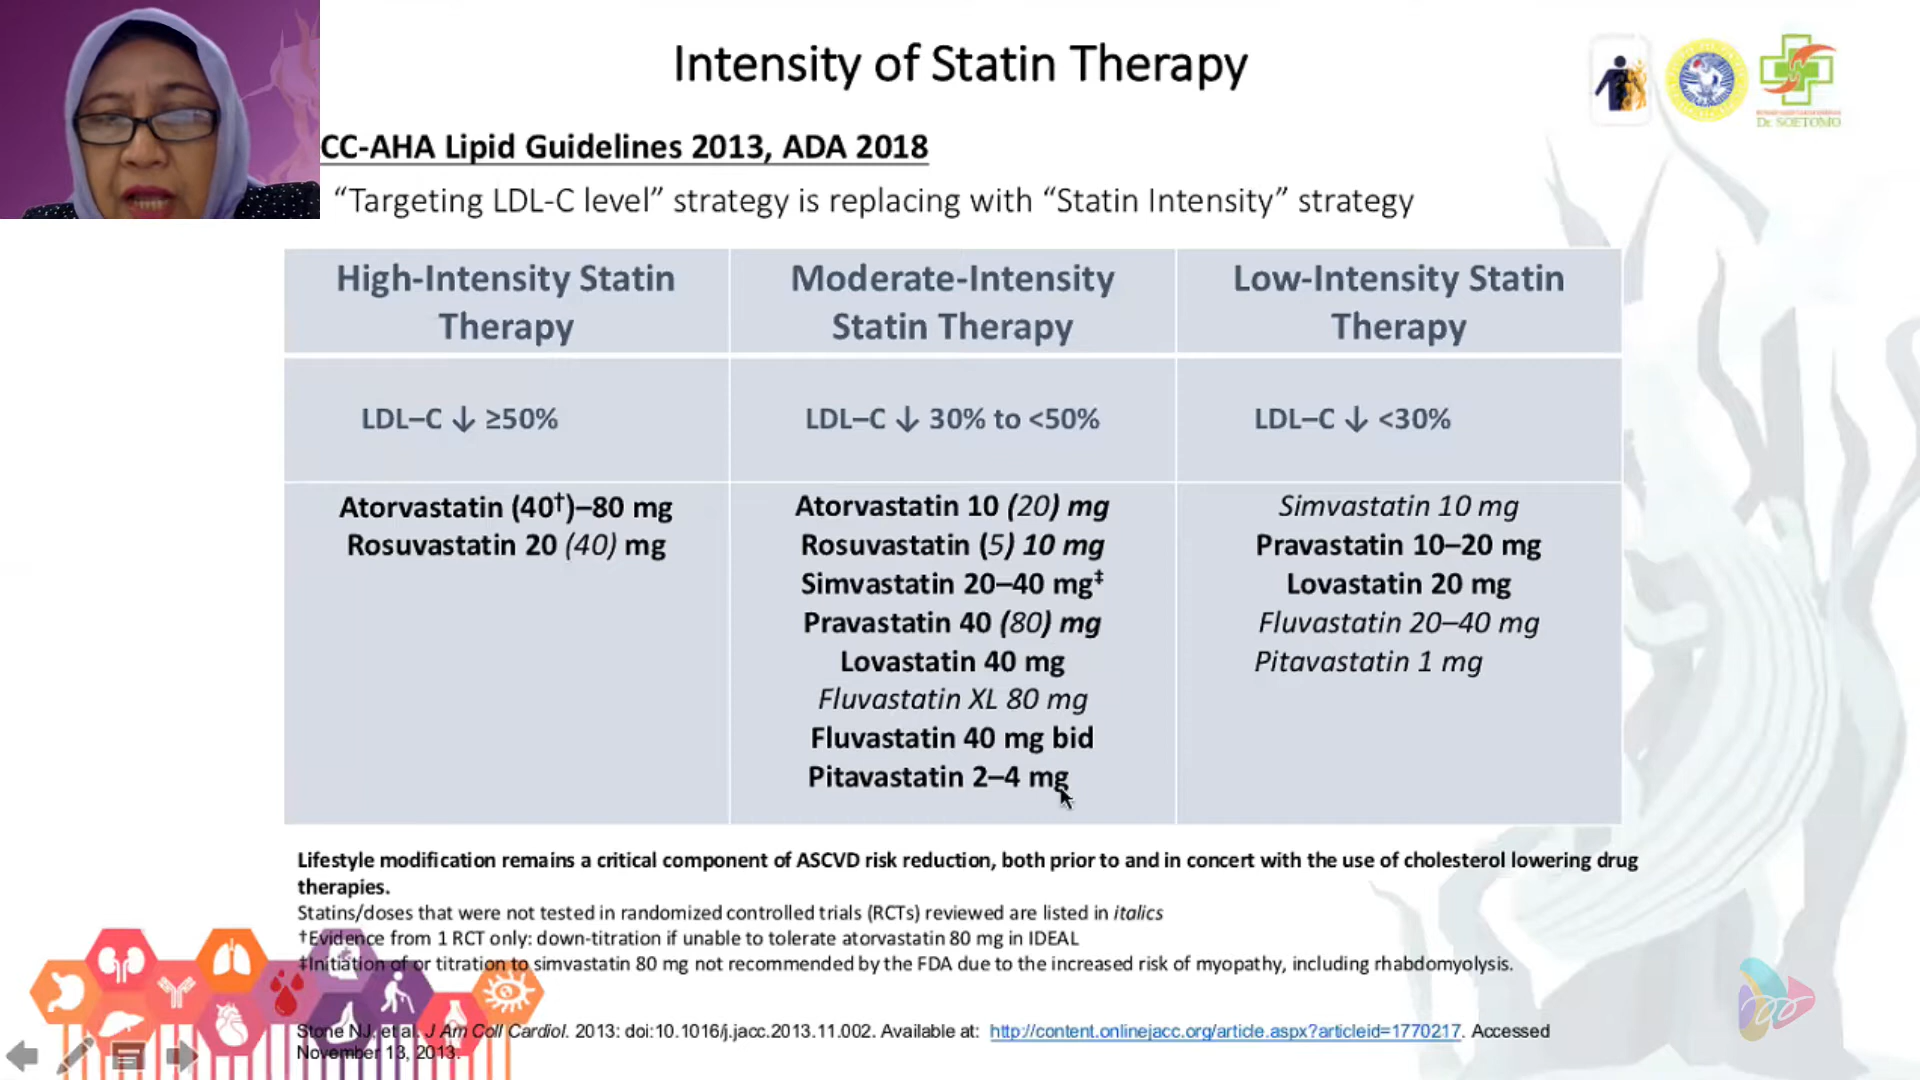 Intensity of Statin Therapy
Dr. SOETOMO
CC-AHA Lipid Guidelines 2013, ADA 2018
“Targeting LDL-C level” strategy is replacing with “Statin Intensity” strategy
High-Intensity Statin
Therapy
Moderate-Intensity
Statin Therapy
Low-Intensity Statin
Therapy
LDL–C ↓ ≥50%
LDL–C ↓ 30% to <50%
LDL–C ↓ <30%
Atorvastatin (40†)–80 mg
Rosuvastatin 20 (40) mg
Atorvastatin 10 (20) mg
Rosuvastatin (5) 10 mg
Simvastatin 20–40 mg‡
Pravastatin 40 (80) mg
Lovastatin 40 mg
Fluvastatin XL 80 mg
Fluvastatin 40 mg bid
Pitavastatin 2–4 mg
Simvastatin 10 mg
Pravastatin 10–20 mg
Lovastatin 20 mg
Fluvastatin 20–40 mg
Pitavastatin 1 mg
Lifestyle modification remains a critical component of ASCVD risk reduction, both prior to and in concert with the use of cholesterol lowering drug
therapies.
Statins/doses that were not tested in randomized controlled trials (RCTs) reviewed are listed in italics
†Evidence from 1 RCT only: down-titration if unable to tolerate atorvastatin 80 mg in IDEAL
‡Initiation of or titration to simvastatin 80 mg not recommended by the FDA due to the increased risk of myopathy, including rhabdomyolysis.
Stone NJ, et al. J Am Coll Cardiol. 2013: doi:10.1016/j.jacc.2013.11.002. Available at: http://content.onlinejacc.org/article.aspx?articleid=1770217. Accessed
November 13, 2013.